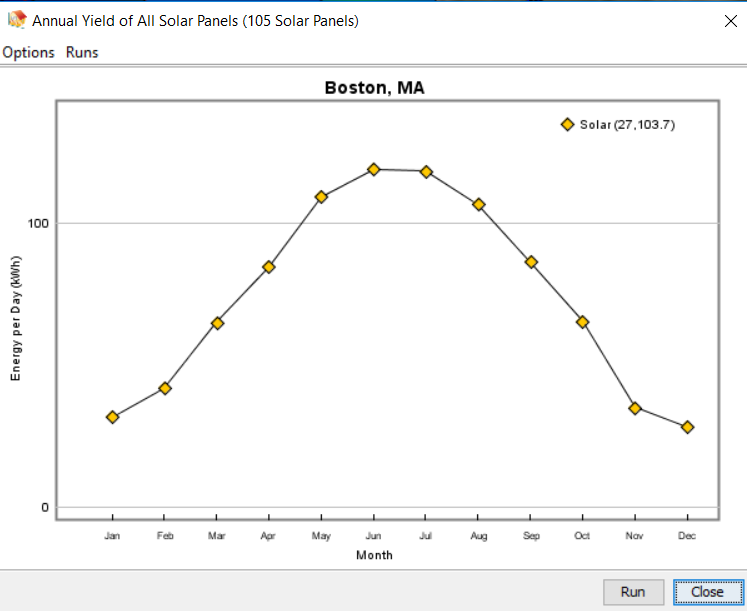 Annual Yield of All Solar Panels (105 Solar Panels)
Options Runs
Boston, MA
Solar (27,103.7)
100
Energy per Day (kWh)
0
Jan Feb Mar Apr May Jun Jul Aug Sep Oct Nov Dec
Month
Run Close